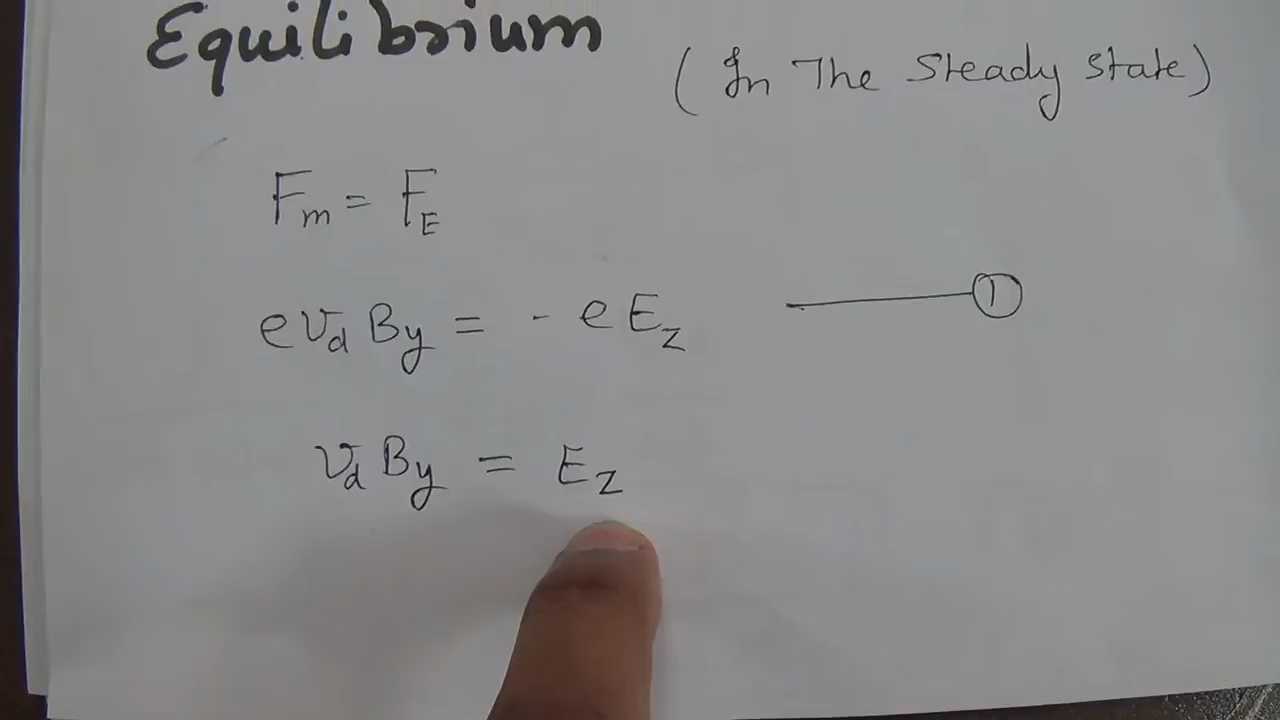 Equilibrium
(In The Steady State)
Fm = FE
e vd By = - e Ez
1
vd By = Ez